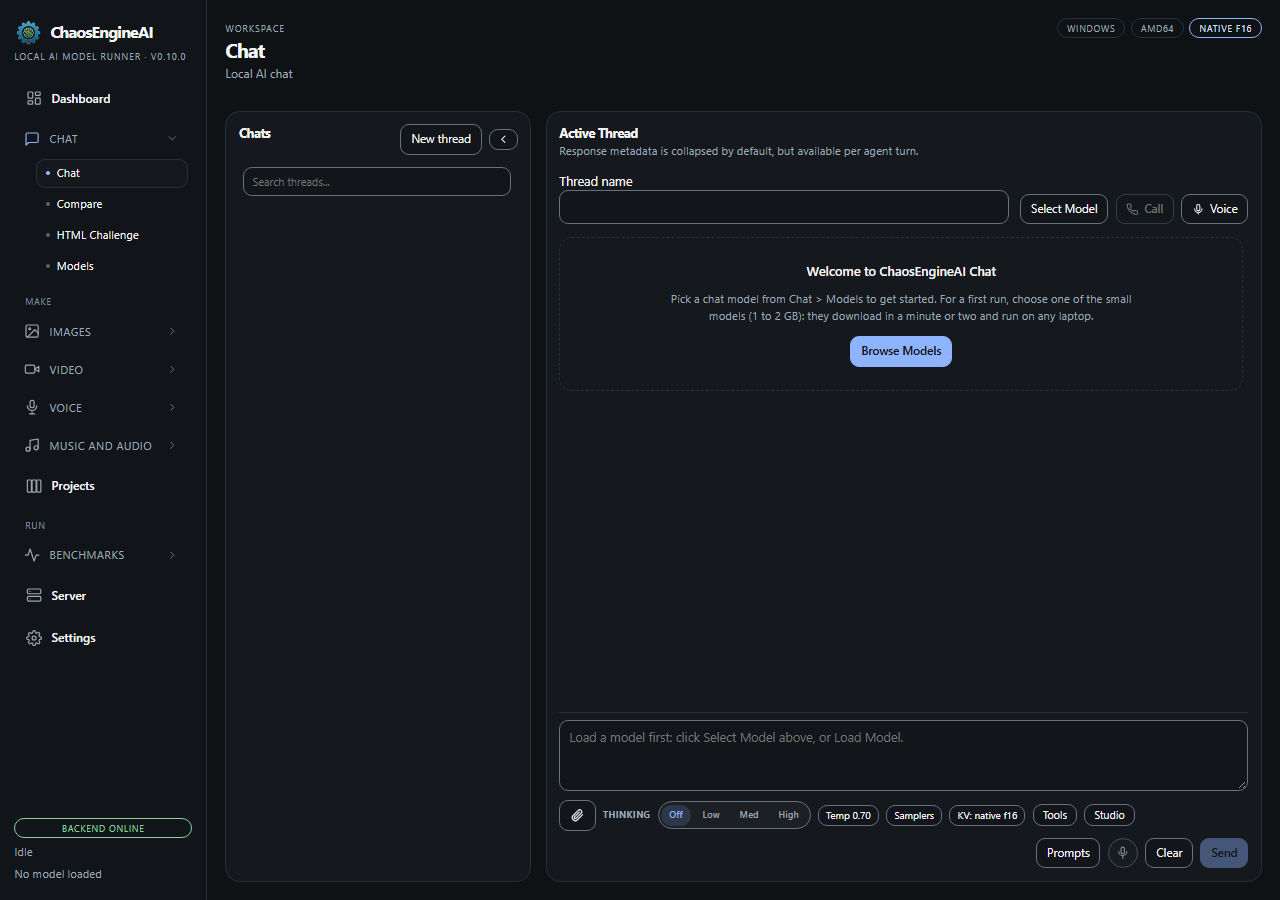 ChaosEngineAI
LOCAL AI MODEL RUNNER · V0.10.0
Dashboard
CHAT
Chat
Compare
HTML Challenge
Models
MAKE
IMAGES
VIDEO
VOICE
MUSIC AND AUDIO
Projects
RUN
BENCHMARKS
Server
Settings
BACKEND ONLINE
Idle
No model loaded
WORKSPACE
Chat
Local AI chat
WINDOWS
AMD64
NATIVE F16
Chats
New thread
Search threads...
Active Thread
Response metadata is collapsed by default, but available per agent turn.
Thread name
Select Model
Call
Voice
Welcome to ChaosEngineAI Chat
Pick a chat model from Chat > Models to get started. For a first run, choose one of the small
models (1 to 2 GB): they download in a minute or two and run on any laptop.
Browse Models
Load a model first: click Select Model above, or Load Model.
THINKING
Off
Low
Med
High
Temp 0.70
Samplers
KV: native f16
Tools
Studio
Prompts
Clear
Send